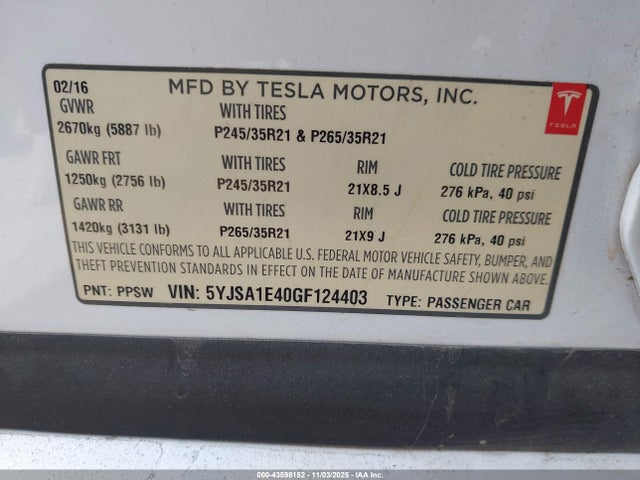 02/16 MFD BY TESLA MOTORS, INC.
TESLA
GVWR WITH TIRES
2670kg (5887 lb) P245/35R21 & P265/35R21
GAWR FRT WITH TIRES RIM COLD TIRE PRESSURE
1250kg (2756 lb) P245/35R21 21X8.5 J 276 kPa, 40 psi
GAWR RR WITH TIRES RIM COLD TIRE PRESSURE
1420kg (3131 lb) P265/35R21 21X9 J 276 kPa, 40 psi
THIS VEHICLE CONFORMS TO ALL APPLICABLE U.S. FEDERAL MOTOR VEHICLE SAFETY, BUMPER, AND
THEFT PREVENTION STANDARDS IN EFFECT ON THE DATE OF MANUFACTURE SHOWN ABOVE.
PNT: PPSW VIN: 5YJSA1E40GF124403 TYPE: PASSENGER CAR
000-43598152 - 11/03/2025 - IAA Inc.